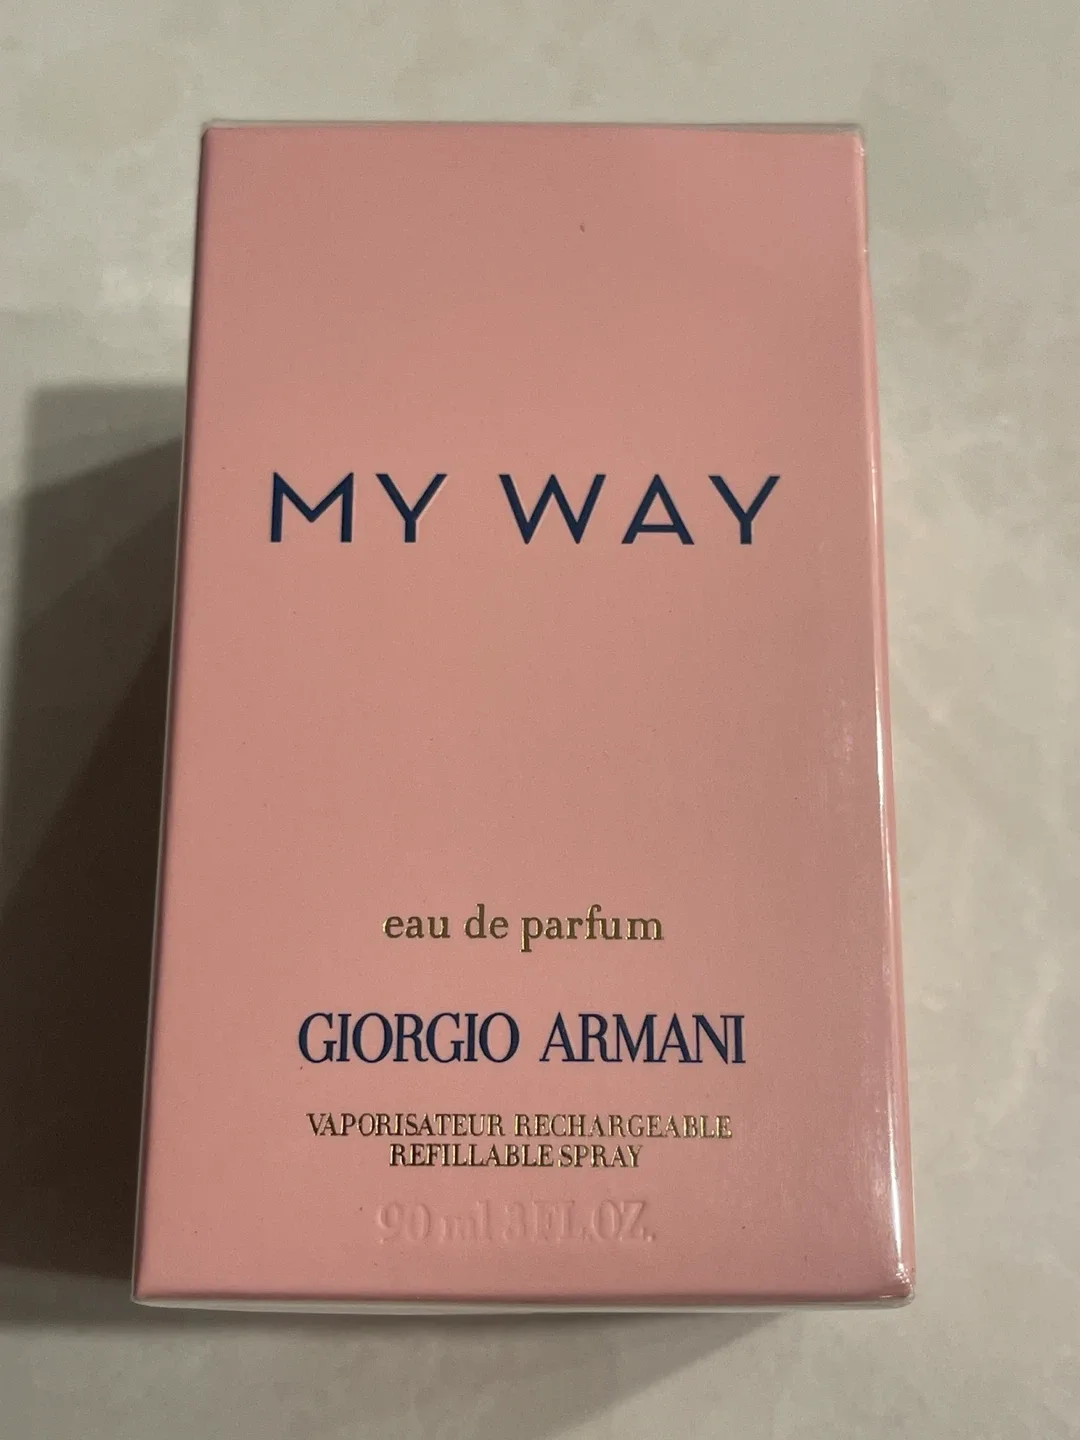 MY WAY
eau de parfum
GIORGIO ARMANI
VAPORISATEUR RECHARGEABLE
REFILLABLE SPRAY
90 ml 3 FL.OZ.